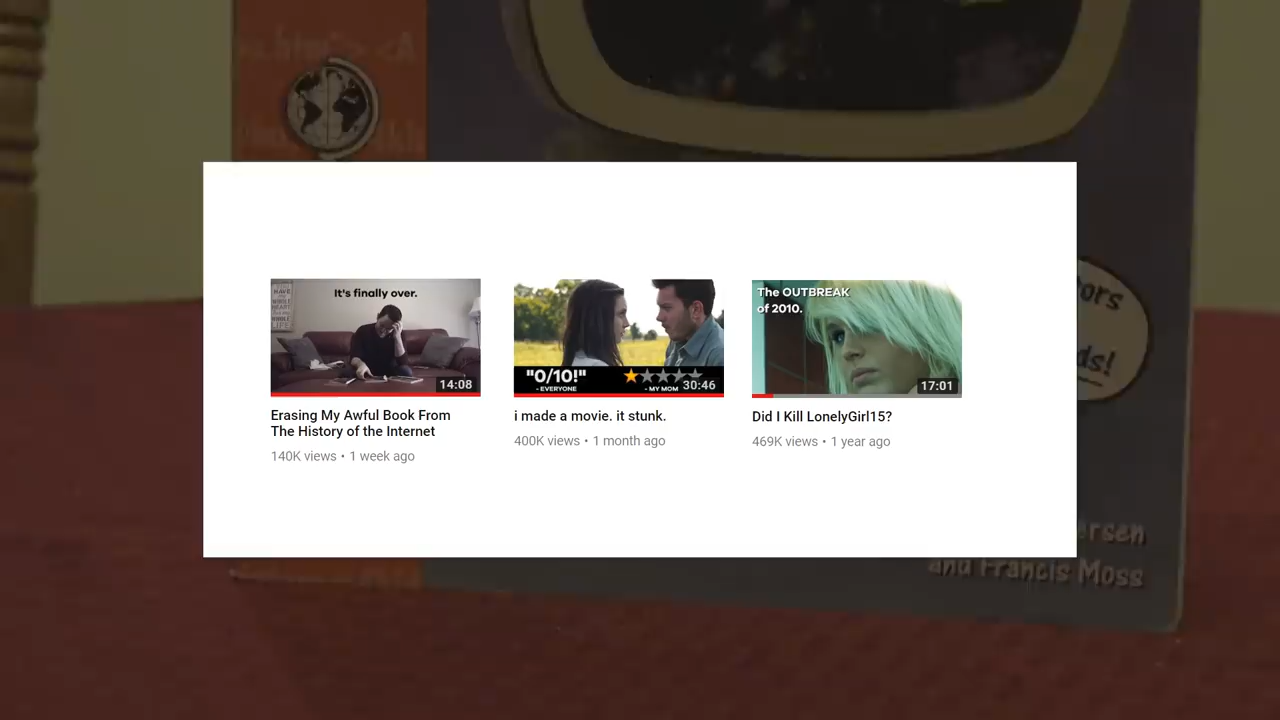 It's finally over.
14:08
Erasing My Awful Book From
The History of the Internet
140K views • 1 week ago
"0/10!"
- EVERYONE
- MY MOM
30:46
i made a movie. it stunk.
400K views • 1 month ago
The OUTBREAK
of 2010.
17:01
Did I Kill LonelyGirl15?
469K views • 1 year ago
and Francis Moss